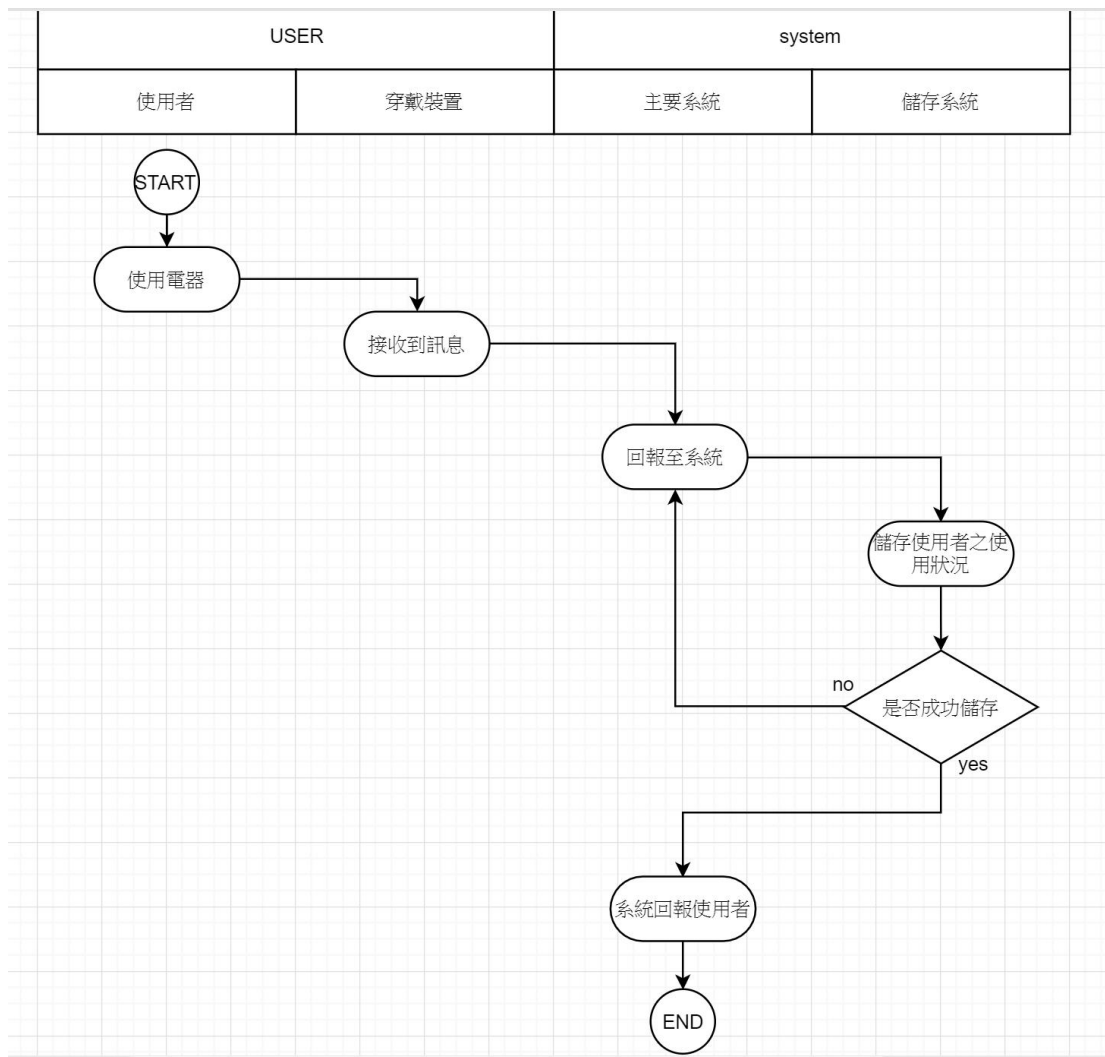 USER
system
使用者
穿戴裝置
主要系統
儲存系統
START
使用電器
接收到訊息
回報至系統
儲存使用者之使
用狀況
no
是否成功儲存
yes
系統回報使用者
END